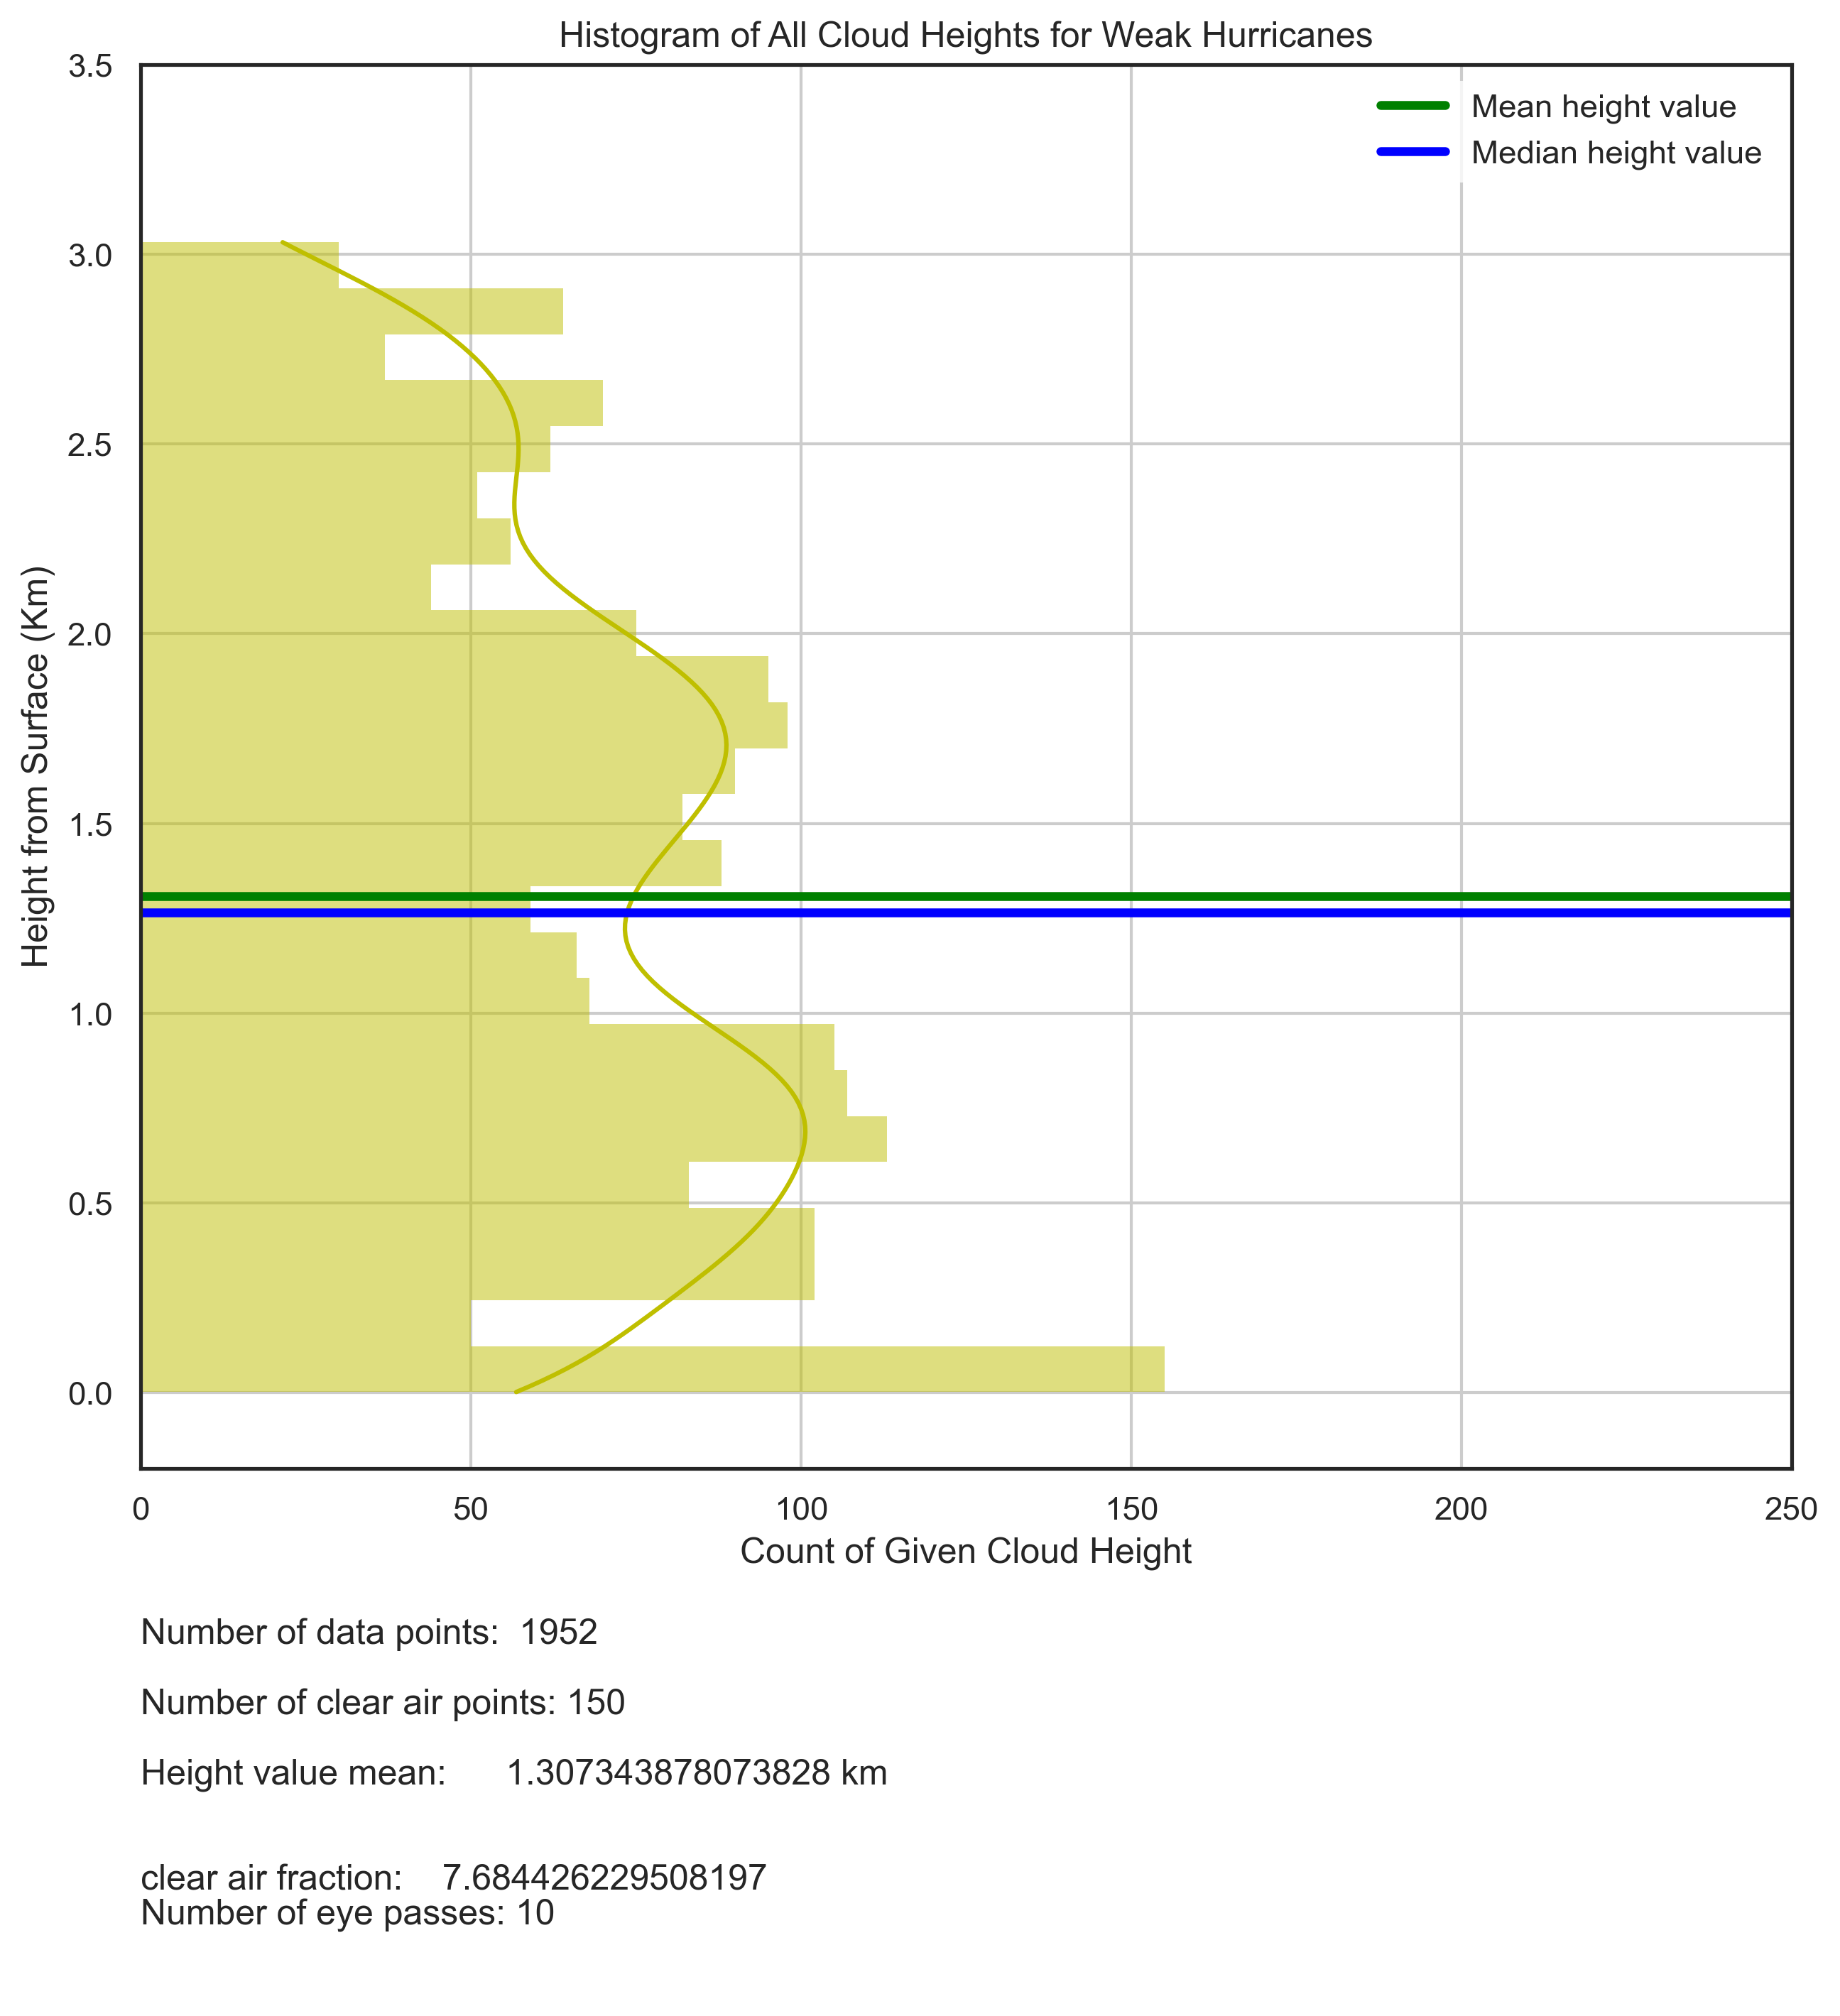 Histogram of All Cloud Heights for Weak Hurricanes
3.5
3.0
2.5
2.0
1.5
1.0
0.5
0.0
Height from Surface (Km)
Mean height value
Median height value
0 50 100 150 200 250
Count of Given Cloud Height
Number of data points: 1952
Number of clear air points: 150
Height value mean: 1.307343878073828 km
clear air fraction: 7.684426229508197
Number of eye passes: 10